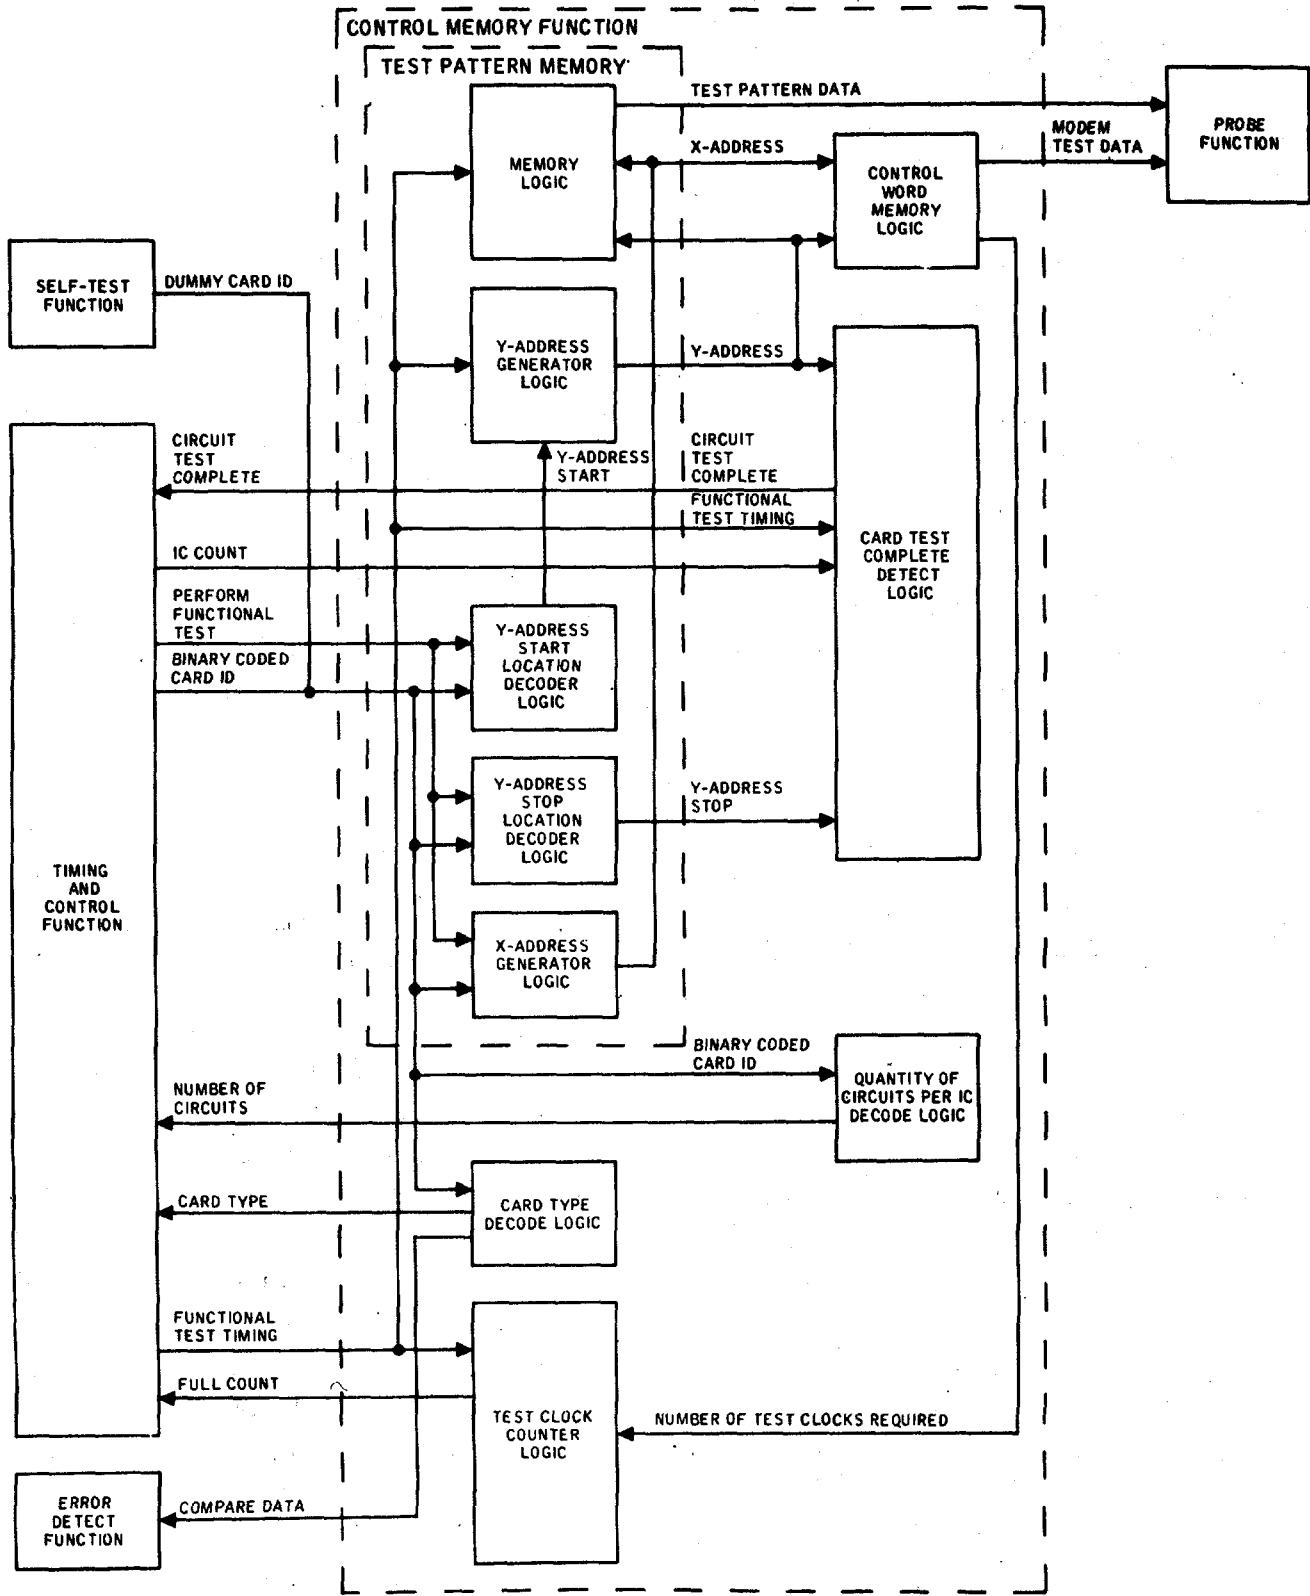 CONTROL MEMORY FUNCTION
TEST PATTERN MEMORY
TEST PATTERN DATA
MEMORY
LOGIC
X-ADDRESS
CONTROL
WORD
MEMORY
LOGIC
MODEM
TEST DATA
PROBE
FUNCTION
SELF-TEST
FUNCTION
DUMMY CARD ID
Y-ADDRESS
GENERATOR
LOGIC
Y-ADDRESS
CIRCUIT
TEST
COMPLETE
Y-ADDRESS
START
CIRCUIT
TEST
COMPLETE
FUNCTIONAL
TEST TIMING
IC COUNT
CARD TEST
COMPLETE
DETECT
LOGIC
PERFORM
FUNCTIONAL
TEST
BINARY CODED
CARD ID
Y-ADDRESS
START
LOCATION
DECODER
LOGIC
Y-ADDRESS
STOP
LOCATION
DECODER
LOGIC
Y-ADDRESS
STOP
TIMING
AND
CONTROL
FUNCTION
X-ADDRESS
GENERATOR
LOGIC
BINARY CODED
CARD ID
QUANTITY OF
CIRCUITS PER IC
DECODE LOGIC
NUMBER OF
CIRCUITS
CARD TYPE
CARD TYPE
DECODE LOGIC
FUNCTIONAL
TEST TIMING
FULL COUNT
TEST CLOCK
COUNTER
LOGIC
NUMBER OF TEST CLOCKS REQUIRED
ERROR
DETECT
FUNCTION
COMPARE DATA